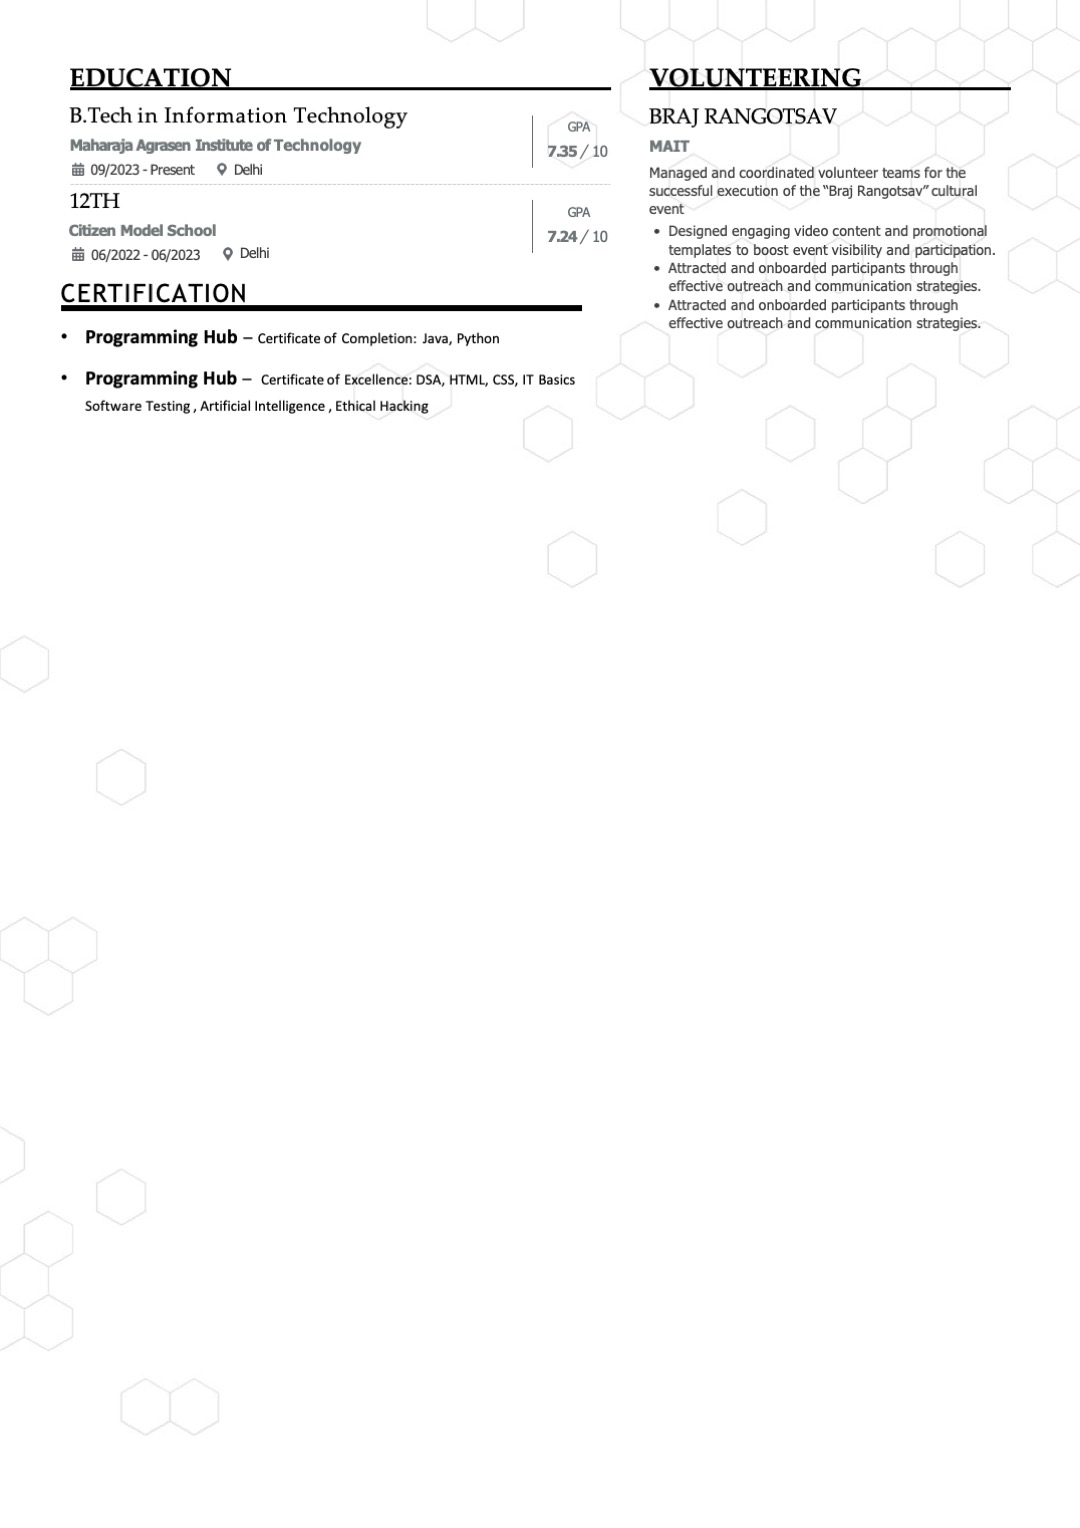 EDUCATION
B.Tech in Information Technology
Maharaja Agrasen Institute of Technology
09/2023 - Present Delhi
GPA
7.35 / 10
12TH
Citizen Model School
06/2022 - 06/2023 Delhi
GPA
7.24 / 10
CERTIFICATION
• Programming Hub – Certificate of Completion: Java, Python
• Programming Hub – Certificate of Excellence: DSA, HTML, CSS, IT Basics
Software Testing , Artificial Intelligence , Ethical Hacking
VOLUNTEERING
BRAJ RANGOTSAV
MAIT
Managed and coordinated volunteer teams for the
successful execution of the “Braj Rangotsav” cultural
event
• Designed engaging video content and promotional
templates to boost event visibility and participation.
• Attracted and onboarded participants through
effective outreach and communication strategies.
• Attracted and onboarded participants through
effective outreach and communication strategies.